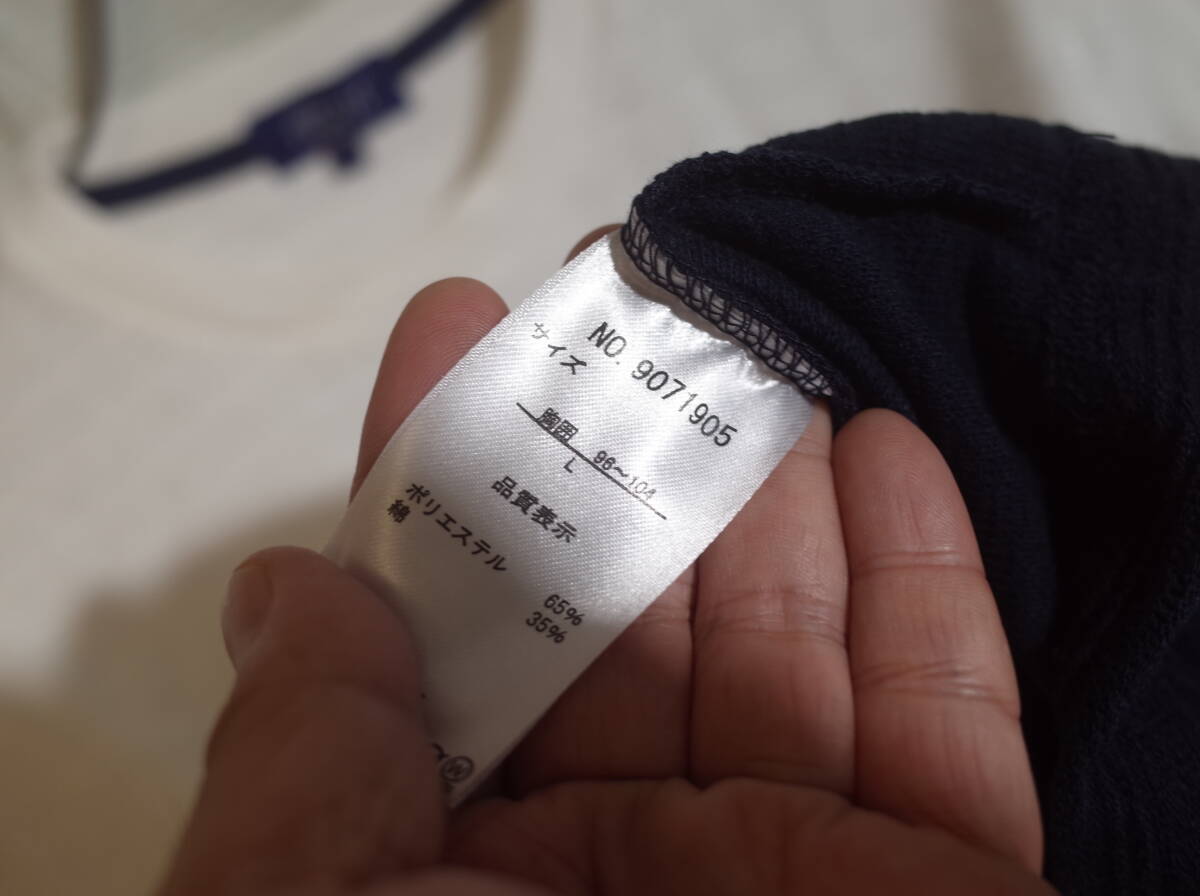 NO. 9071905
サイズ
胸囲 96～104
L
品質表示
ポリエステル 65%
綿 35%
W